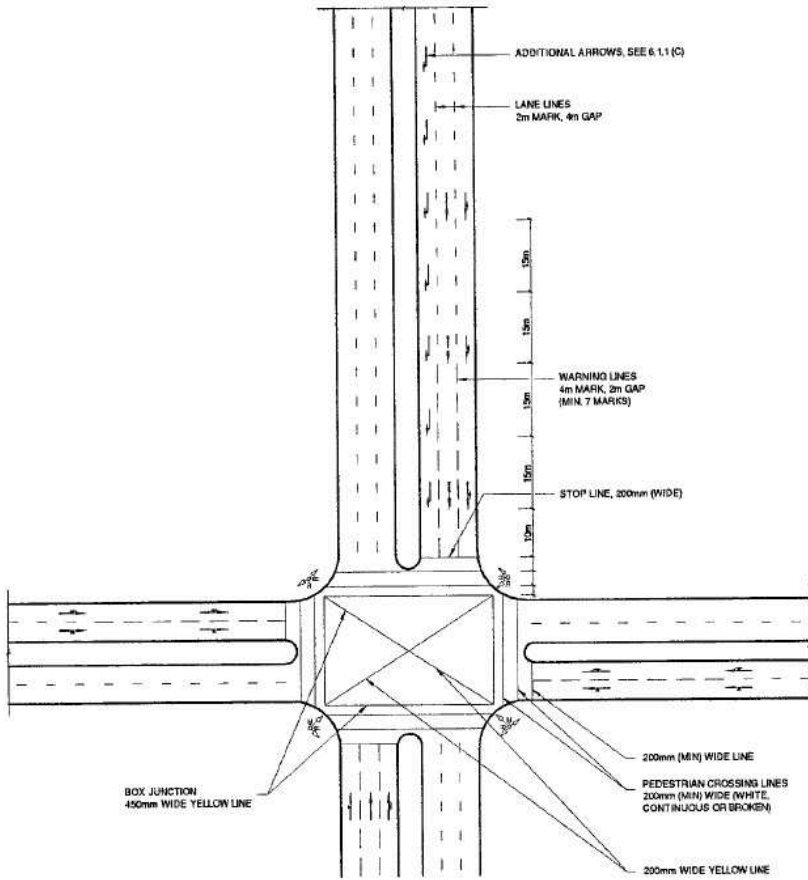 ADDITIONAL ARROWS, SEE 6.1.1 (C)
LANE LINES
2m MARK, 4m GAP
15m
15m
WARNING LINES
4m MARK, 2m GAP
(MIN. 7 MARKS)
15m
15m
STOP LINE, 200mm (WIDE)
10m
200mm (MIN) WIDE LINE
PEDESTRIAN CROSSING LINES
200mm (MIN) WIDE (WHITE,
CONTINUOUS OR BROKEN)
BOX JUNCTION
450mm WIDE YELLOW LINE
200mm WIDE YELLOW LINE